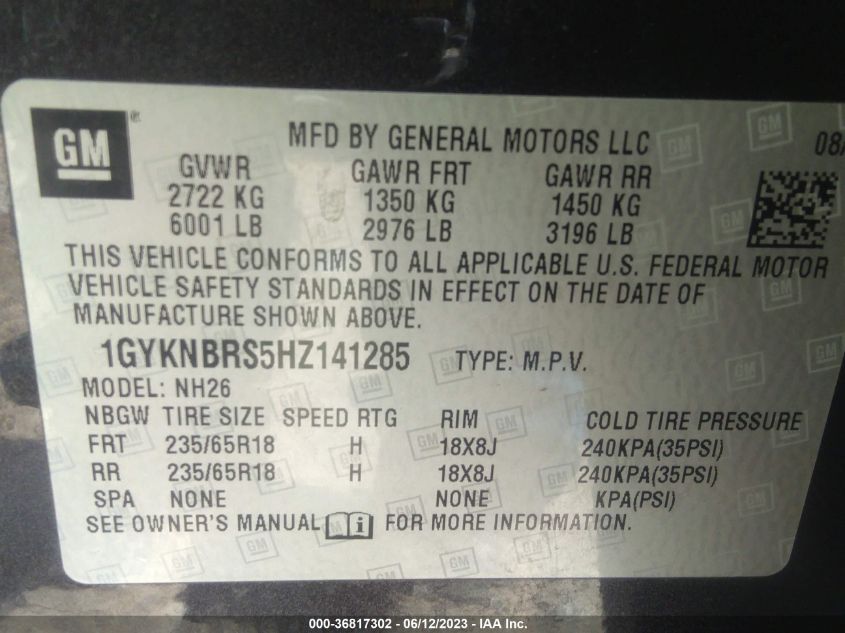 GM
MFD BY GENERAL MOTORS LLC 08/
GVWR GAWR FRT GAWR RR
2722 KG 1350 KG 1450 KG
6001 LB 2976 LB 3196 LB
THIS VEHICLE CONFORMS TO ALL APPLICABLE U.S. FEDERAL MOTOR
VEHICLE SAFETY STANDARDS IN EFFECT ON THE DATE OF
MANUFACTURE SHOWN ABOVE.
1GYKNBRS5HZ141285 TYPE: M.P.V.
MODEL: NH26
NBGW TIRE SIZE SPEED RTG RIM COLD TIRE PRESSURE
FRT 235/65R18 H 18X8J 240KPA(35PSI)
RR 235/65R18 H 18X8J 240KPA(35PSI)
SPA NONE NONE KPA(PSI)
SEE OWNER'S MANUAL FOR MORE INFORMATION.
000-36817302 - 06/12/2023 - IAA Inc.